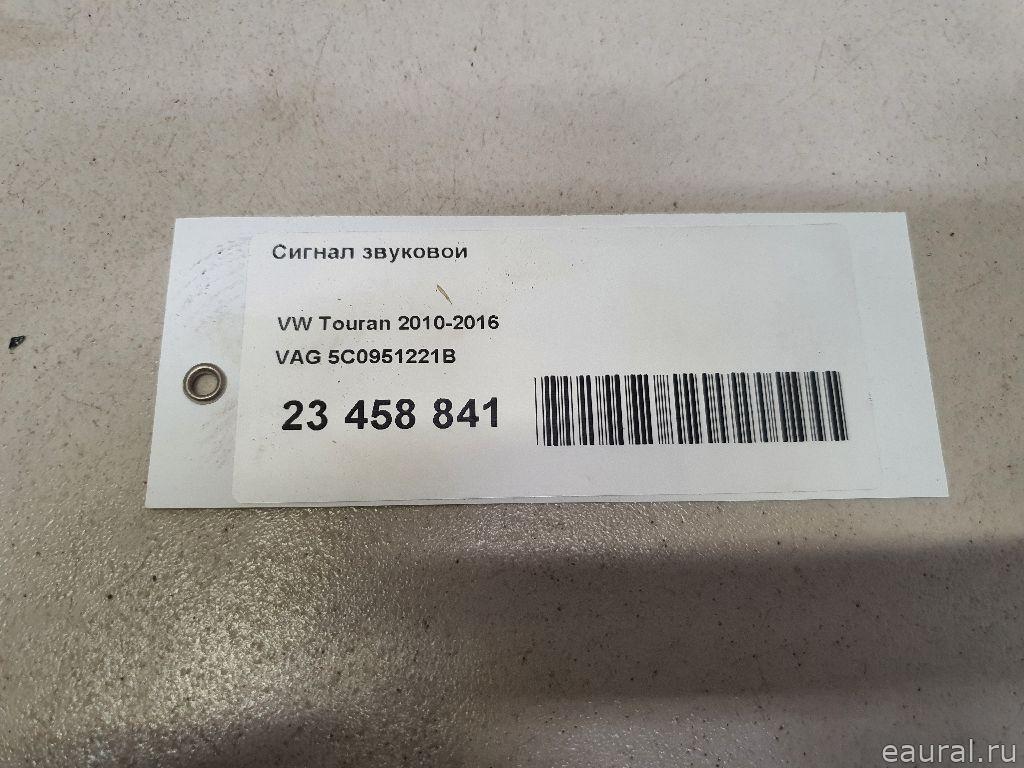 Сигнал звуковой
VW Touran 2010-2016
VAG 5C0951221B
23 458 841
eaural.ru